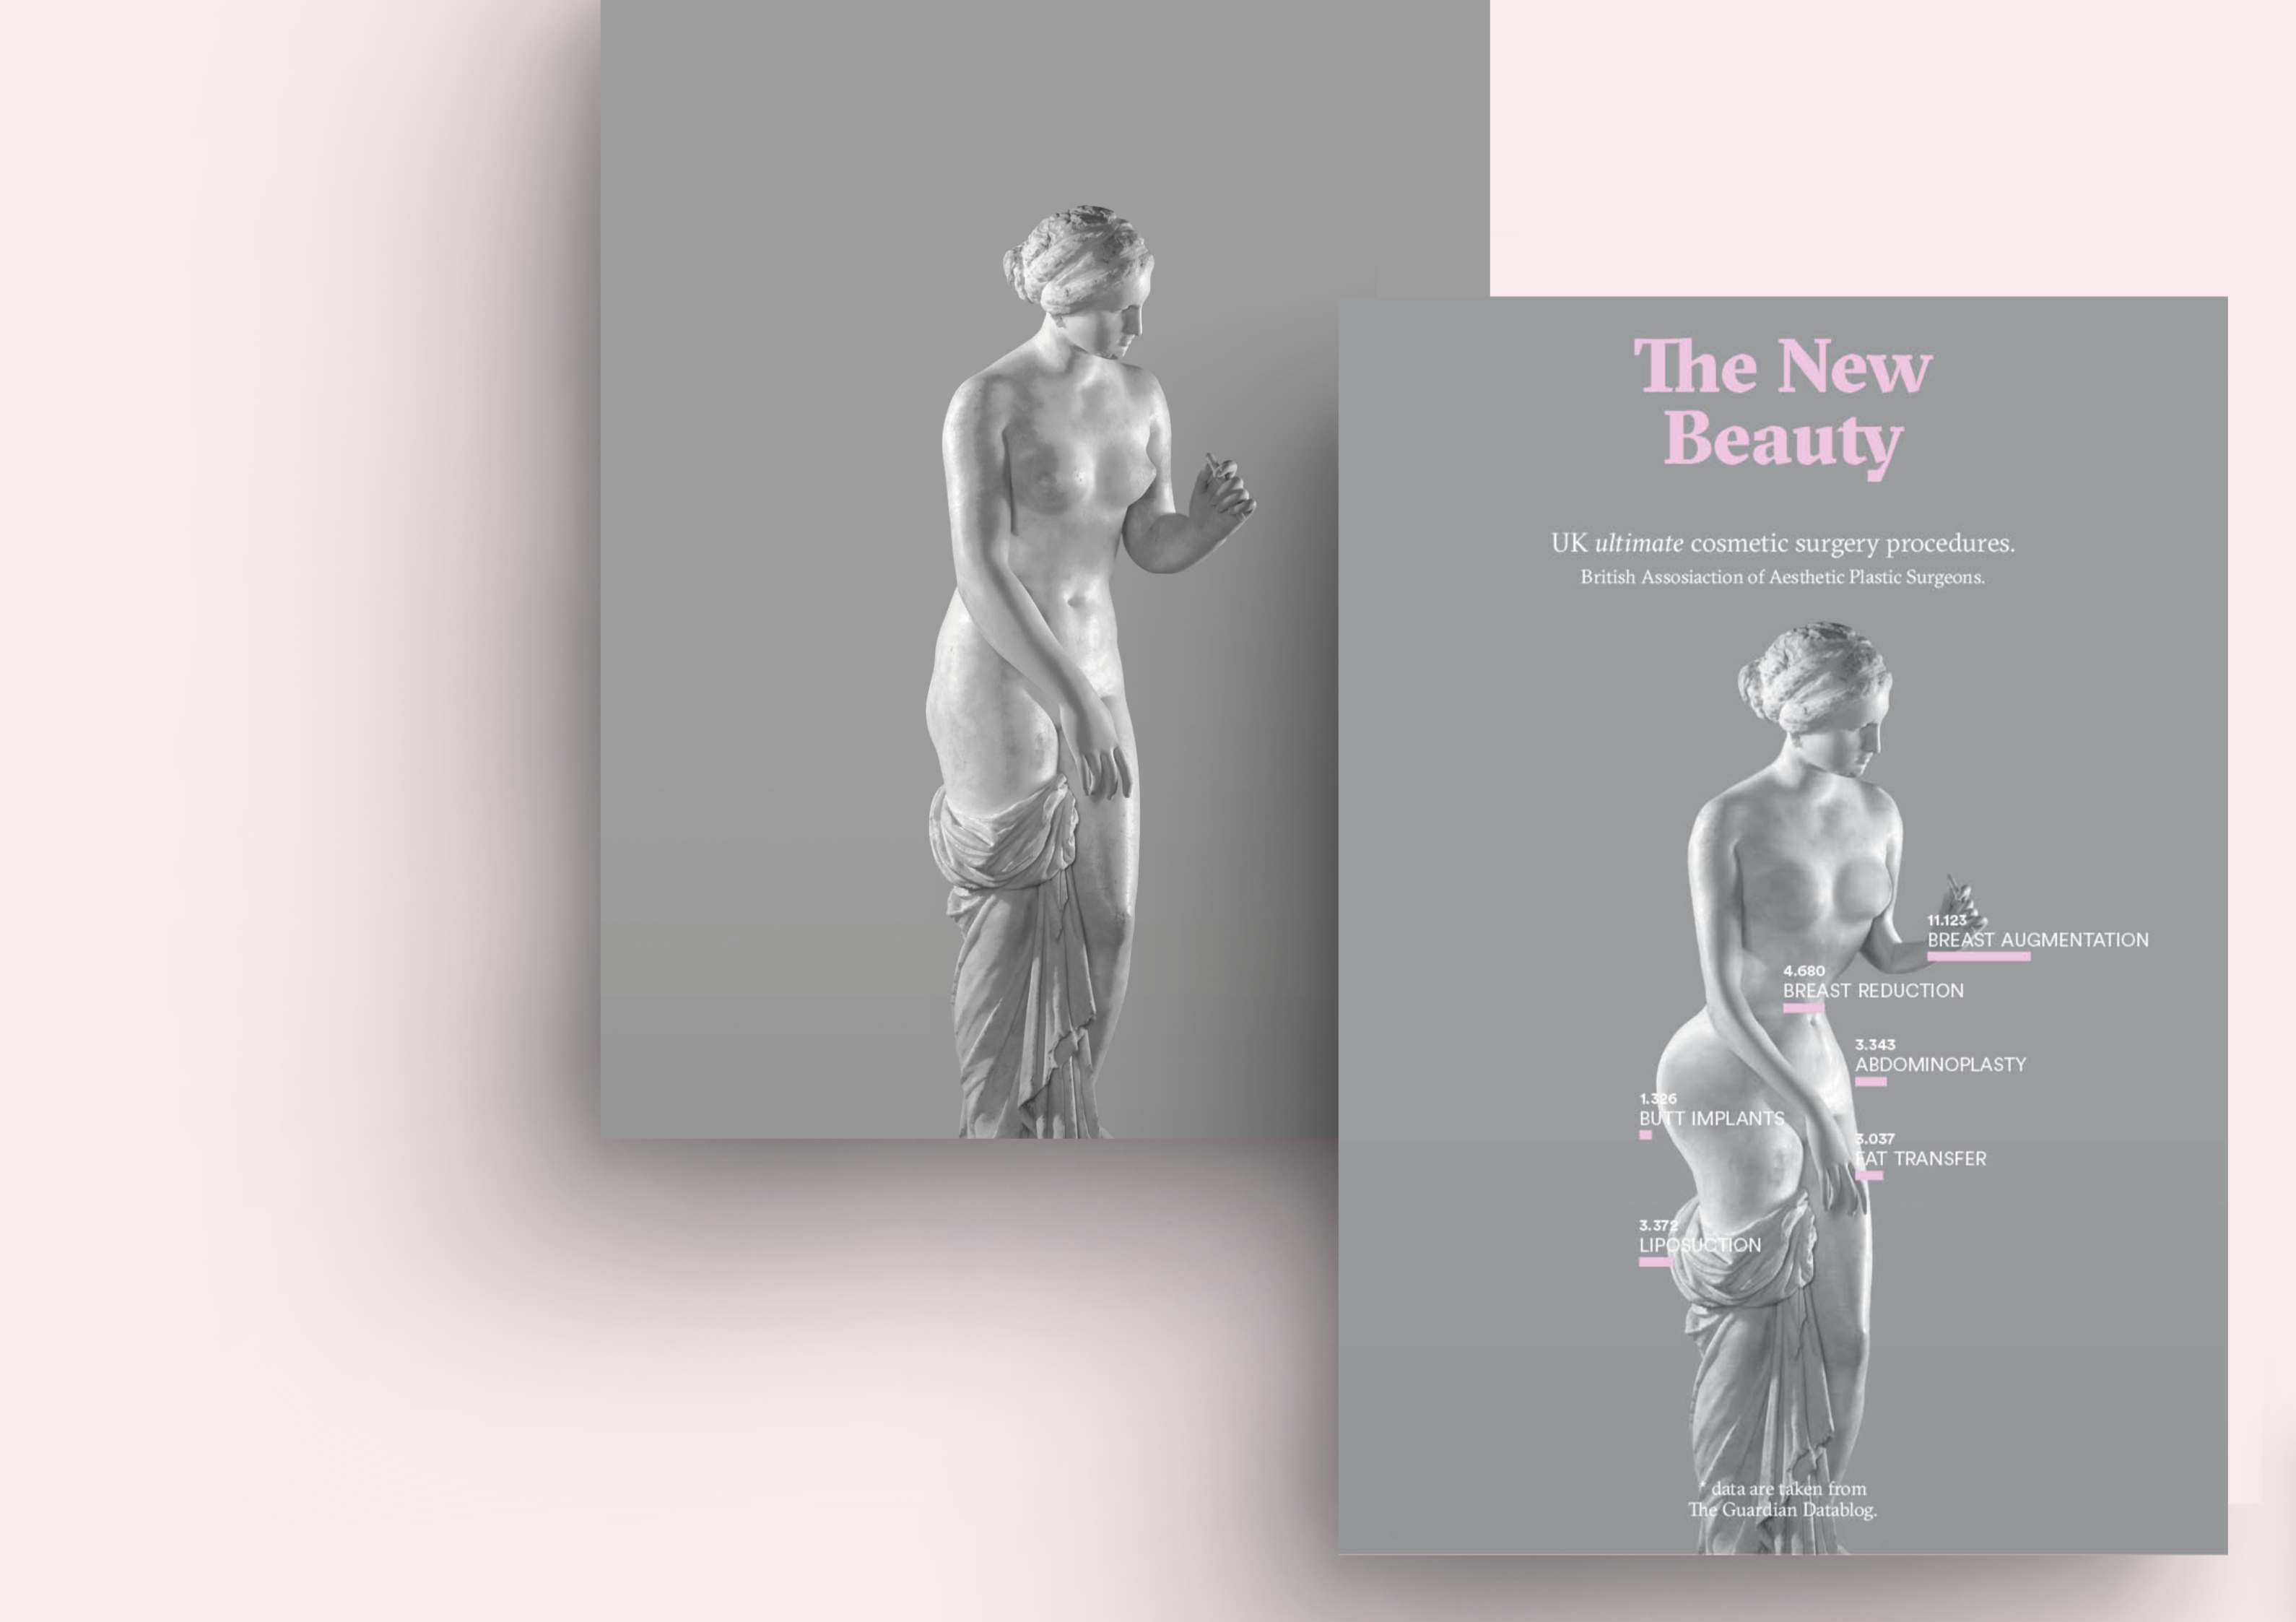 The New
Beauty
UK ultimate cosmetic surgery procedures.
British Assosiaction of Aesthetic Plastic Surgeons.
11.123
BREAST AUGMENTATION
4.680
BREAST REDUCTION
3.343
ABDOMINOPLASTY
1.326
BUTT IMPLANTS
3.037
FAT TRANSFER
3.372
LIPOSUCTION
* data are taken from
The Guardian Datablog.